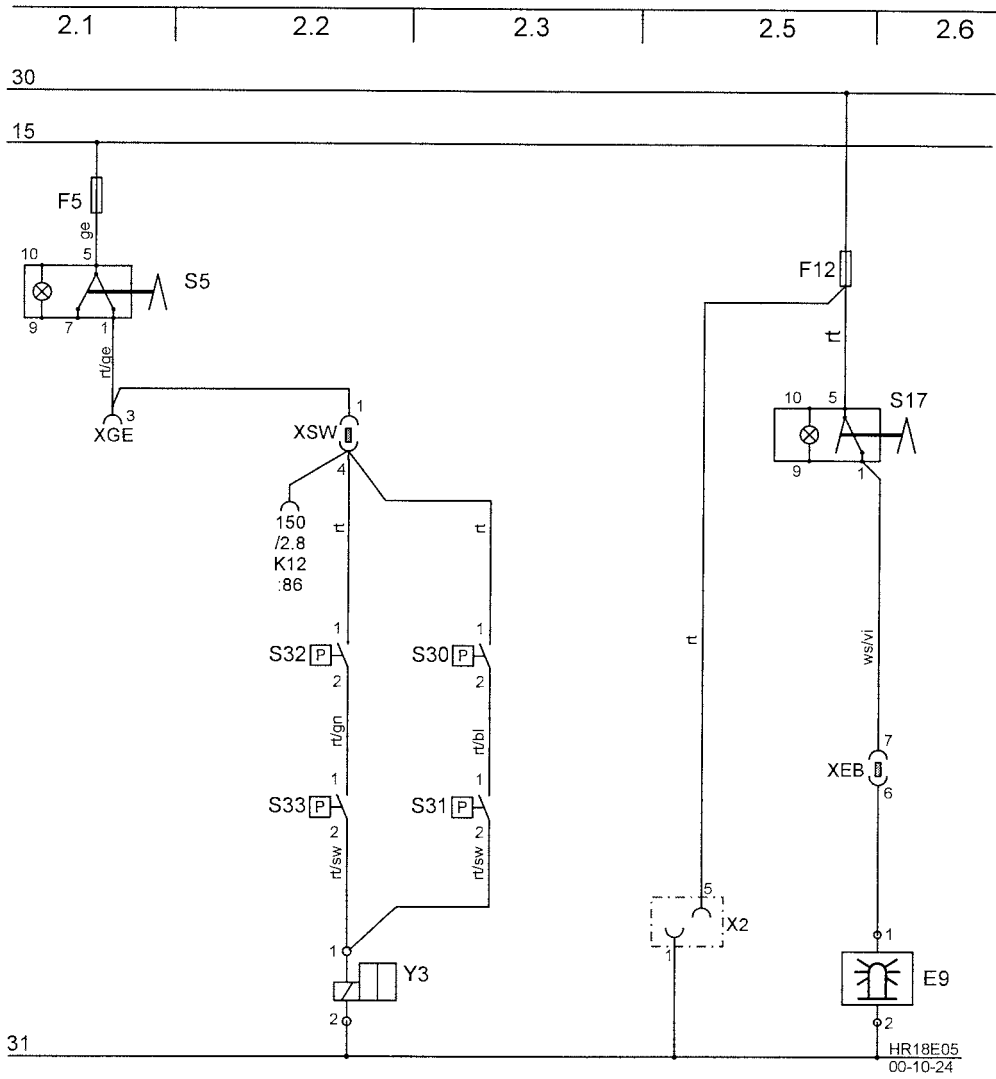 2.1 2.2 2.3 2.5 2.6
30
15
F5
ge
10 5
S5
9 7 1
rt/ge
3
XGE
1
XSW
4
150
/2.8
K12
:86
rt
rt
1
S32 P
2
1
S30 P
2
rt/gn
rt/bl
1
S33 P
2
1
S31 P
2
rt/sw
rt/sw
1
Y3
2
F12
rt
10 5
S17
9 1
rt
ws/vi
7
XEB
6
5
X2
1
1
E9
2
31
HR18E05
00-10-24